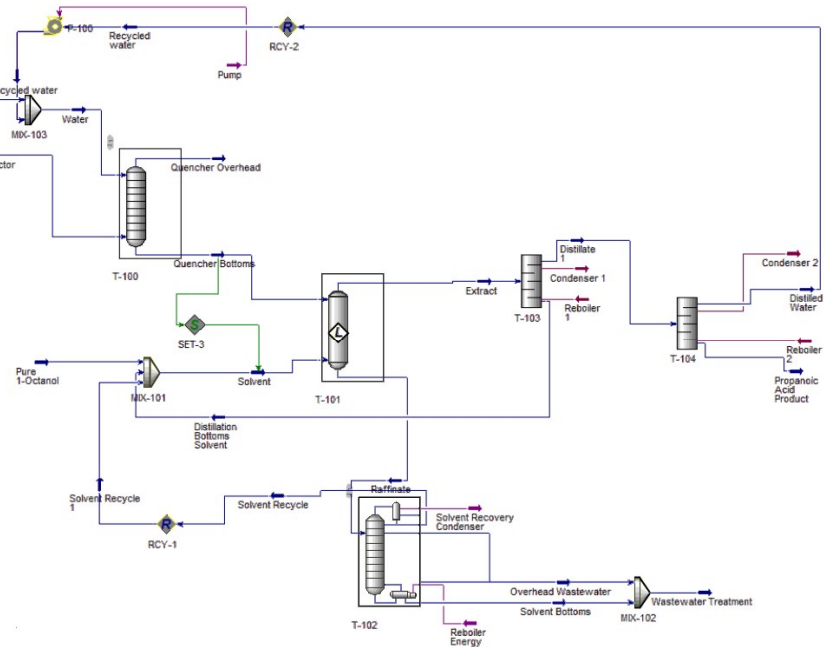 P-100
Recycled
water
RCY-2
Pump
cycled water
MIX-103
Water
ctor
Quencher Overhead
T-100
Quencher Bottoms
SET-3
Pure
1-Octanol
MIX-101
Solvent
T-101
L
S
R
R
Extract
Distillate
1
Condenser 1
Reboiler
1
T-103
Condenser 2
Distilled
Water
Reboiler
2
T-104
Propanoic
Acid
Product
Distillation
Bottoms
Solvent
Raffinate
Solvent Recycle
1
Solvent Recycle
RCY-1
Solvent Recovery
Condenser
Overhead Wastewater
Solvent Bottoms
Wastewater Treatment
MIX-102
T-102
Reboiler
Energy